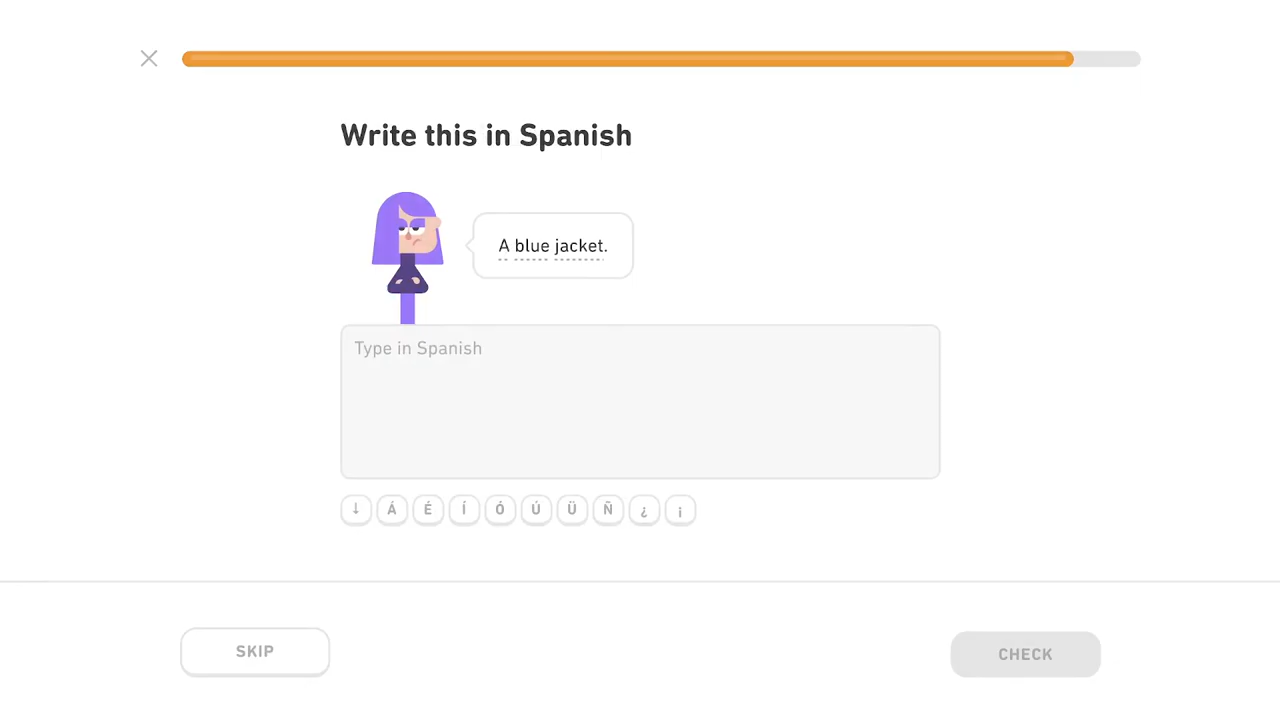 Write this in Spanish
A blue jacket.
Type in Spanish
↓ Á É Í Ó Ú Ü Ñ ¿ ¡
SKIP
CHECK